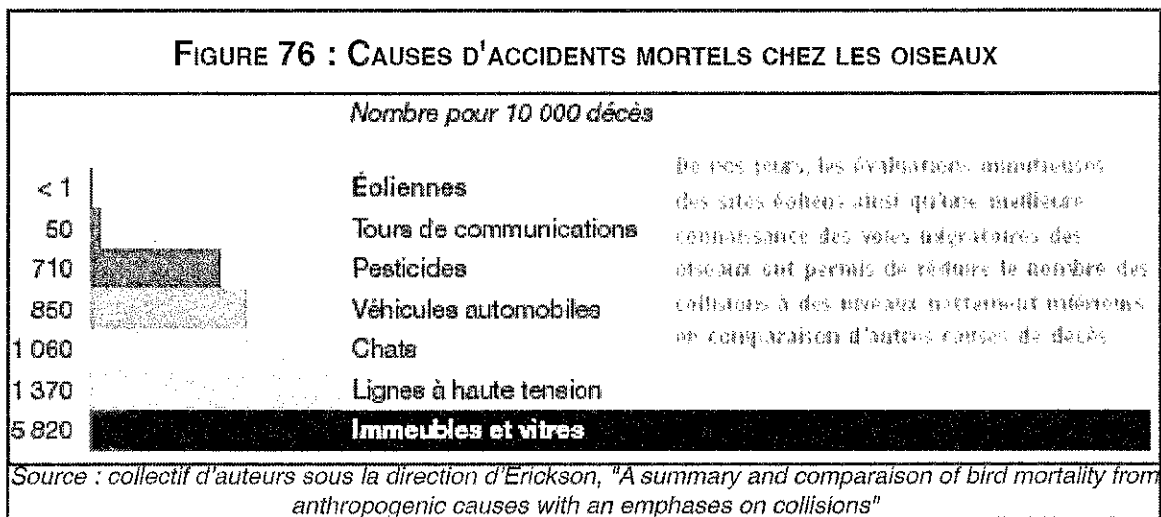 FIGURE 76 : CAUSES D'ACCIDENTS MORTELS CHEZ LES OISEAUX
Nombre pour 10 000 décès
< 1 Éoliennes
50 Tours de communications
710 Pesticides
850 Véhicules automobiles
1 060 Chats
1 370 Lignes à haute tension
5 820 Immeubles et vitres
De nos jours, les évaluations minutieuses
des sites éoliens ainsi qu'une meilleure
connaissance des voies migratoires des
oiseaux ont permis de réduire le nombre des
collisions à des niveaux nettement inférieurs
en comparaison d'autres causes de décès
Source : collectif d'auteurs sous la direction d'Erickson, "A summary and comparaison of bird mortality from
anthropogenic causes with an emphases on collisions"